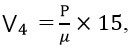 V₄ = P/μ × 15,